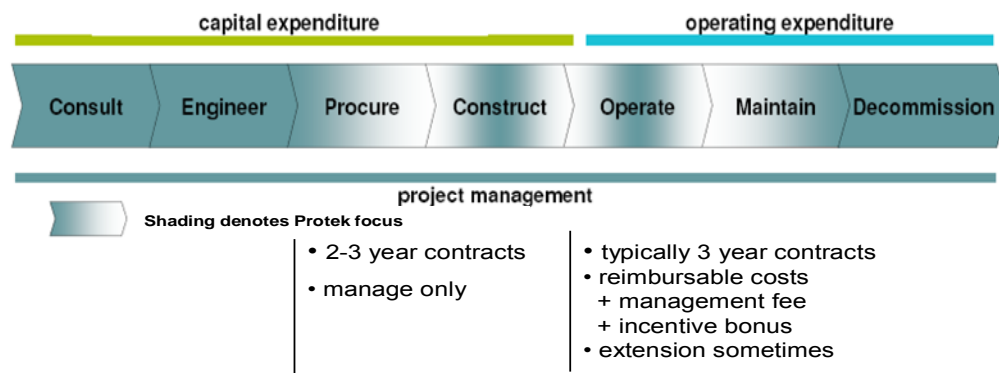 capital expenditure
operating expenditure
Consult
Engineer
Procure
Construct
Operate
Maintain
Decommission
project management
Shading denotes Protek focus
• 2-3 year contracts
• manage only
• typically 3 year contracts
• reimbursable costs
+ management fee
+ incentive bonus
• extension sometimes